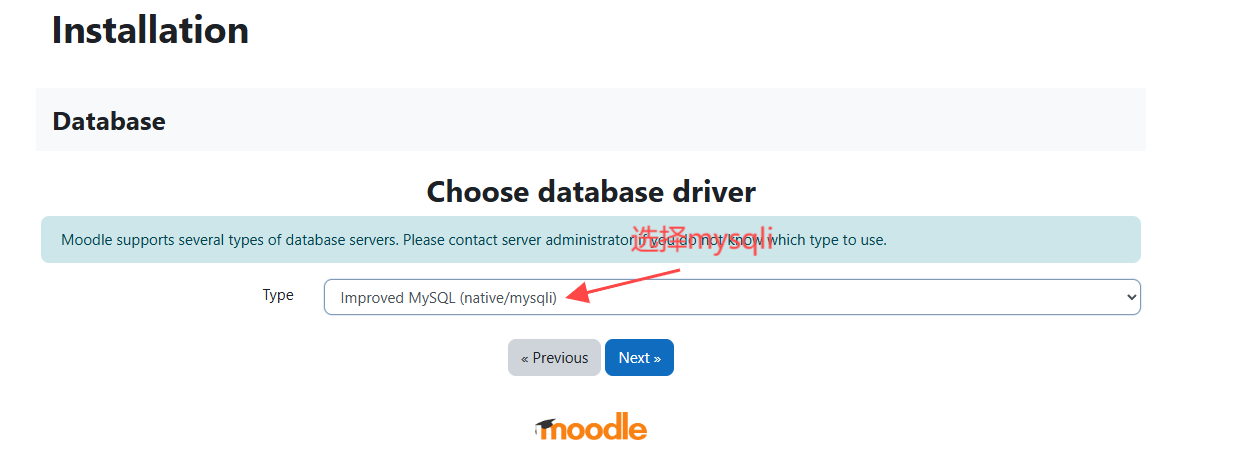 Installation
Database
Choose database driver
Moodle supports several types of database servers. Please contact server administrator if you do not know which type to use.
选择mysqli
Type
Improved MySQL (native/mysqli)
« Previous
Next »
moodle